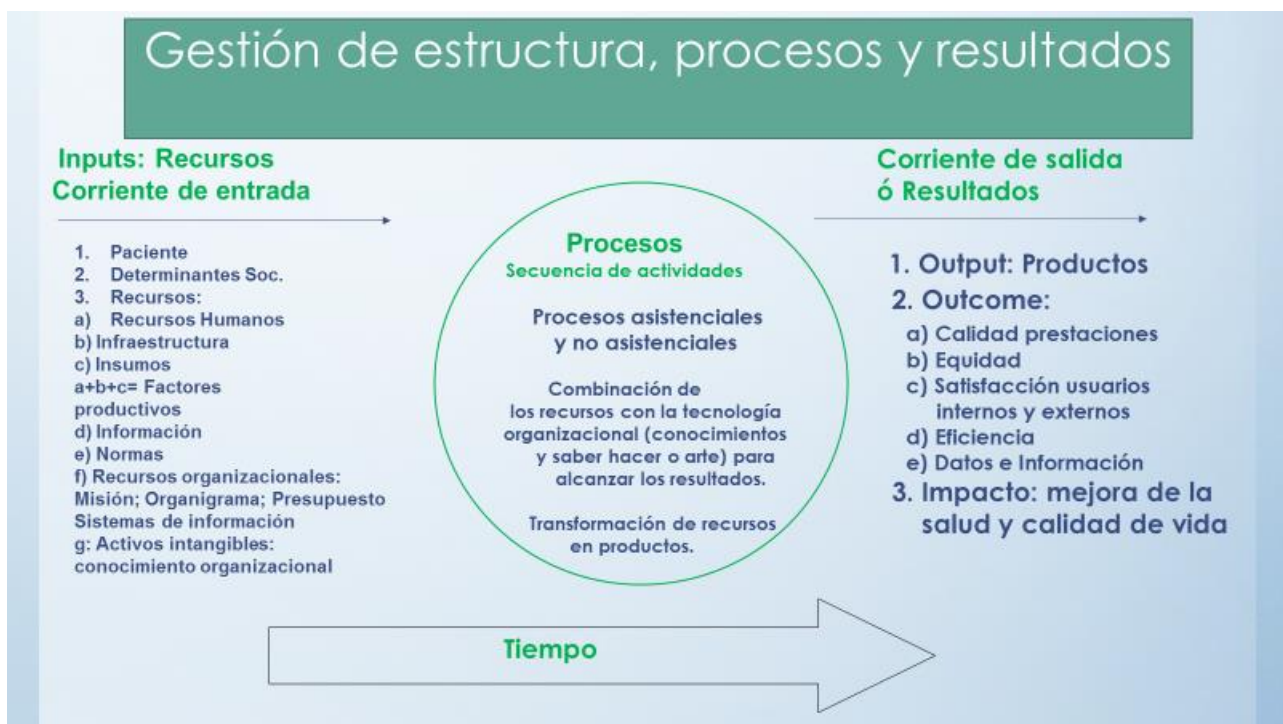 Gestión de estructura, procesos y resultados
Inputs: Recursos
Corriente de entrada
1. Paciente
2. Determinantes Soc.
3. Recursos:
a) Recursos Humanos
b) Infraestructura
c) Insumos
a+b+c= Factores
productivos
d) Información
e) Normas
f) Recursos organizacionales:
Misión; Organigrama; Presupuesto
Sistemas de información
g: Activos intangibles:
conocimiento organizacional
Procesos
Secuencia de actividades
Procesos asistenciales
y no asistenciales
Combinación de
los recursos con la tecnología
organizacional (conocimientos
y saber hacer o arte) para
alcanzar los resultados.
Transformación de recursos
en productos.
Corriente de salida
ó Resultados
1. Output: Productos
2. Outcome:
a) Calidad prestaciones
b) Equidad
c) Satisfacción usuarios
internos y externos
d) Eficiencia
e) Datos e Información
3. Impacto: mejora de la
salud y calidad de vida
Tiempo